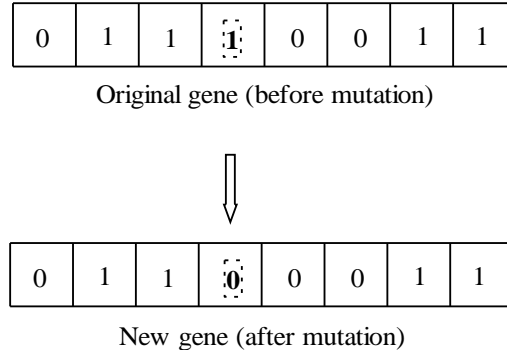 0 1 1 1 0 0 1 1
Original gene (before mutation)
0 1 1 0 0 0 1 1
New gene (after mutation)